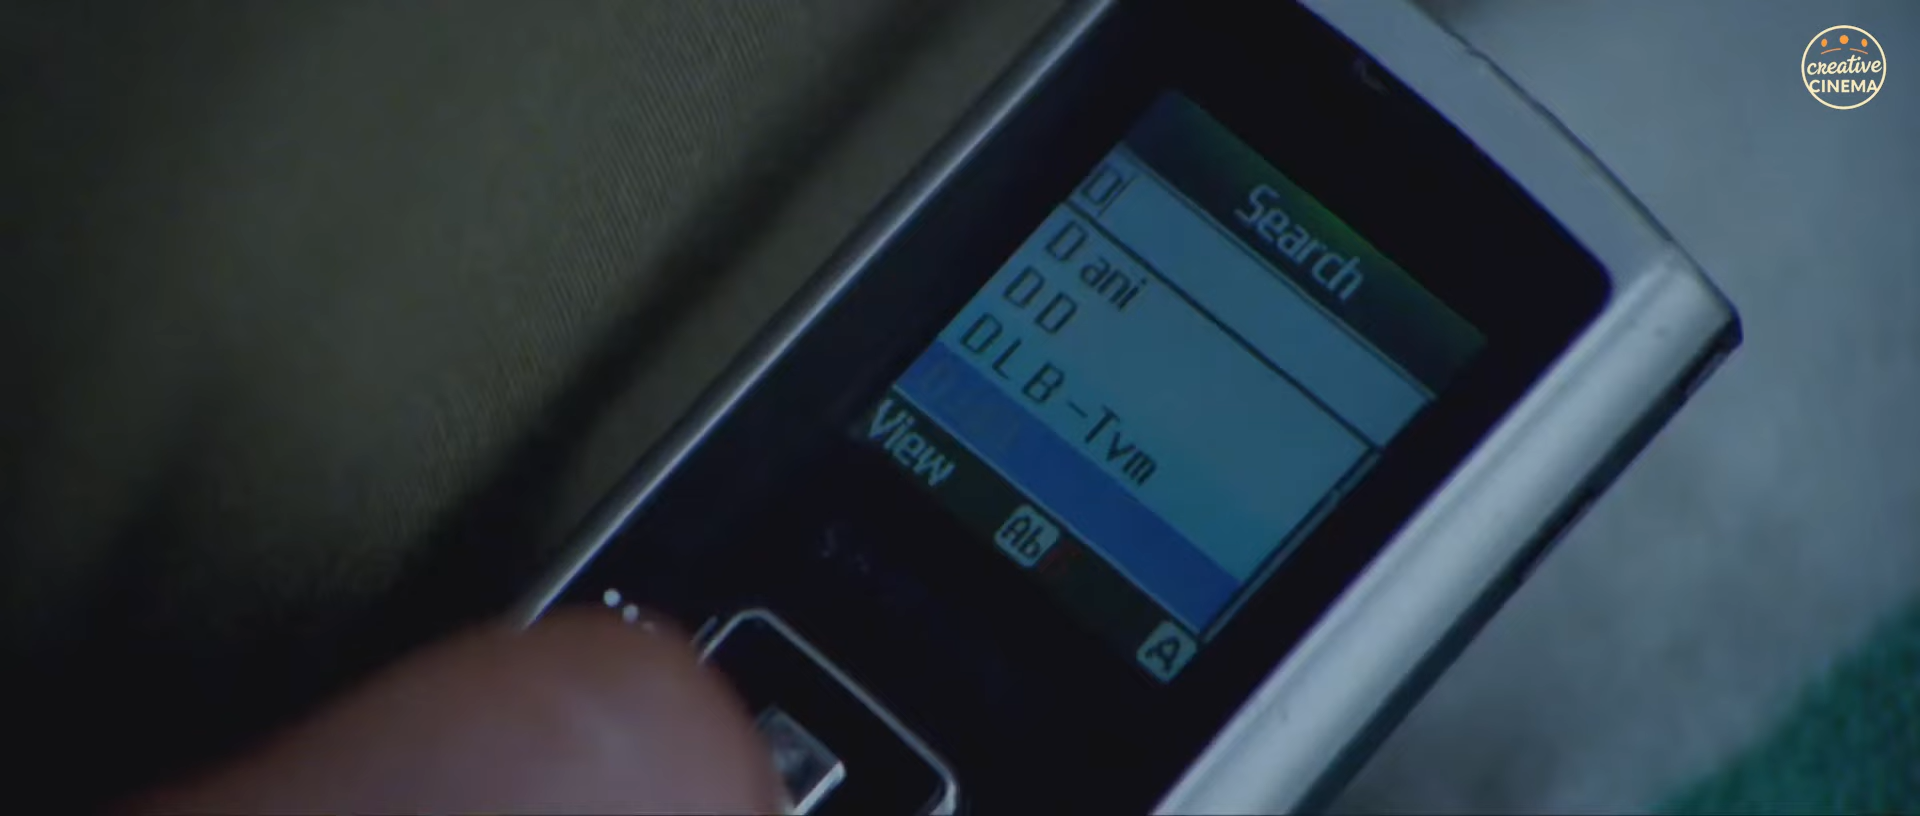 creative
CINEMA
Search
D
D ani
D D
D L B - Tvm
View
Ab
A